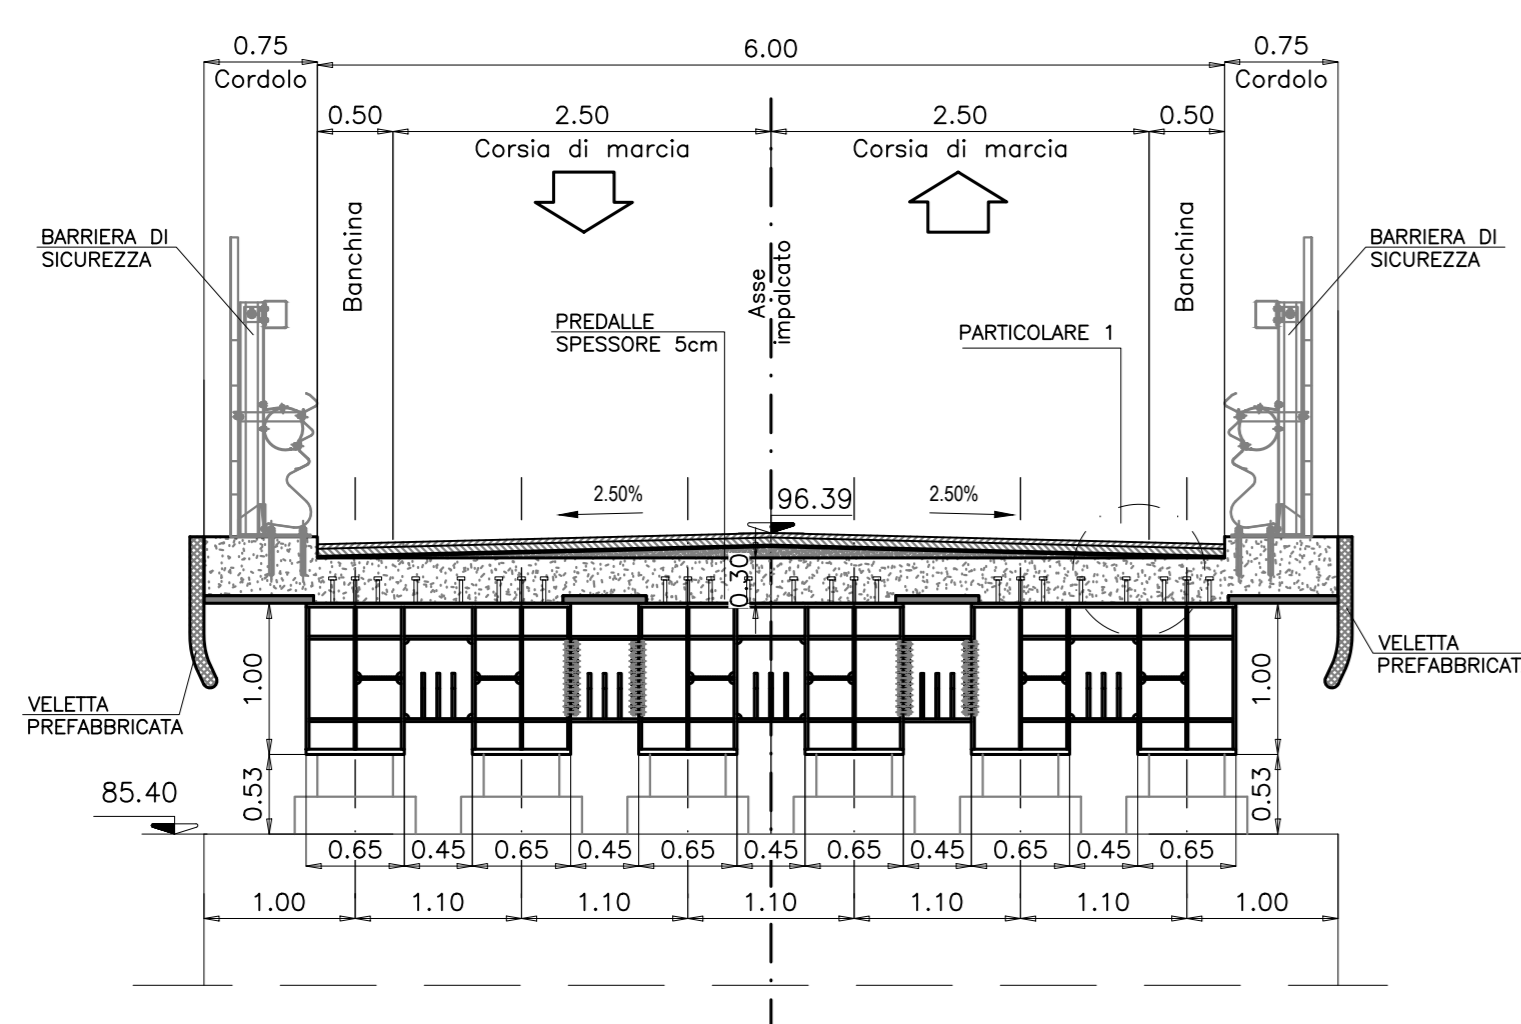 0.75
6.00
0.75
Cordolo
Cordolo
0.50
2.50
2.50
0.50
Corsia di marcia
Corsia di marcia
Banchina
Banchina
BARRIERA DI
SICUREZZA
BARRIERA DI
SICUREZZA
Asse
impalcato
PREDALLE
SPESSORE 5cm
PARTICOLARE 1
2.50%
96.39
2.50%
0.30
1.00
1.00
VELETTA
PREFABBRICATA
VELETTA
PREFABBRICAT
85.40
0.53
0.53
0.65
0.45
0.65
0.45
0.65
0.45
0.65
0.45
0.65
0.45
0.65
1.00
1.10
1.10
1.10
1.10
1.10
1.00